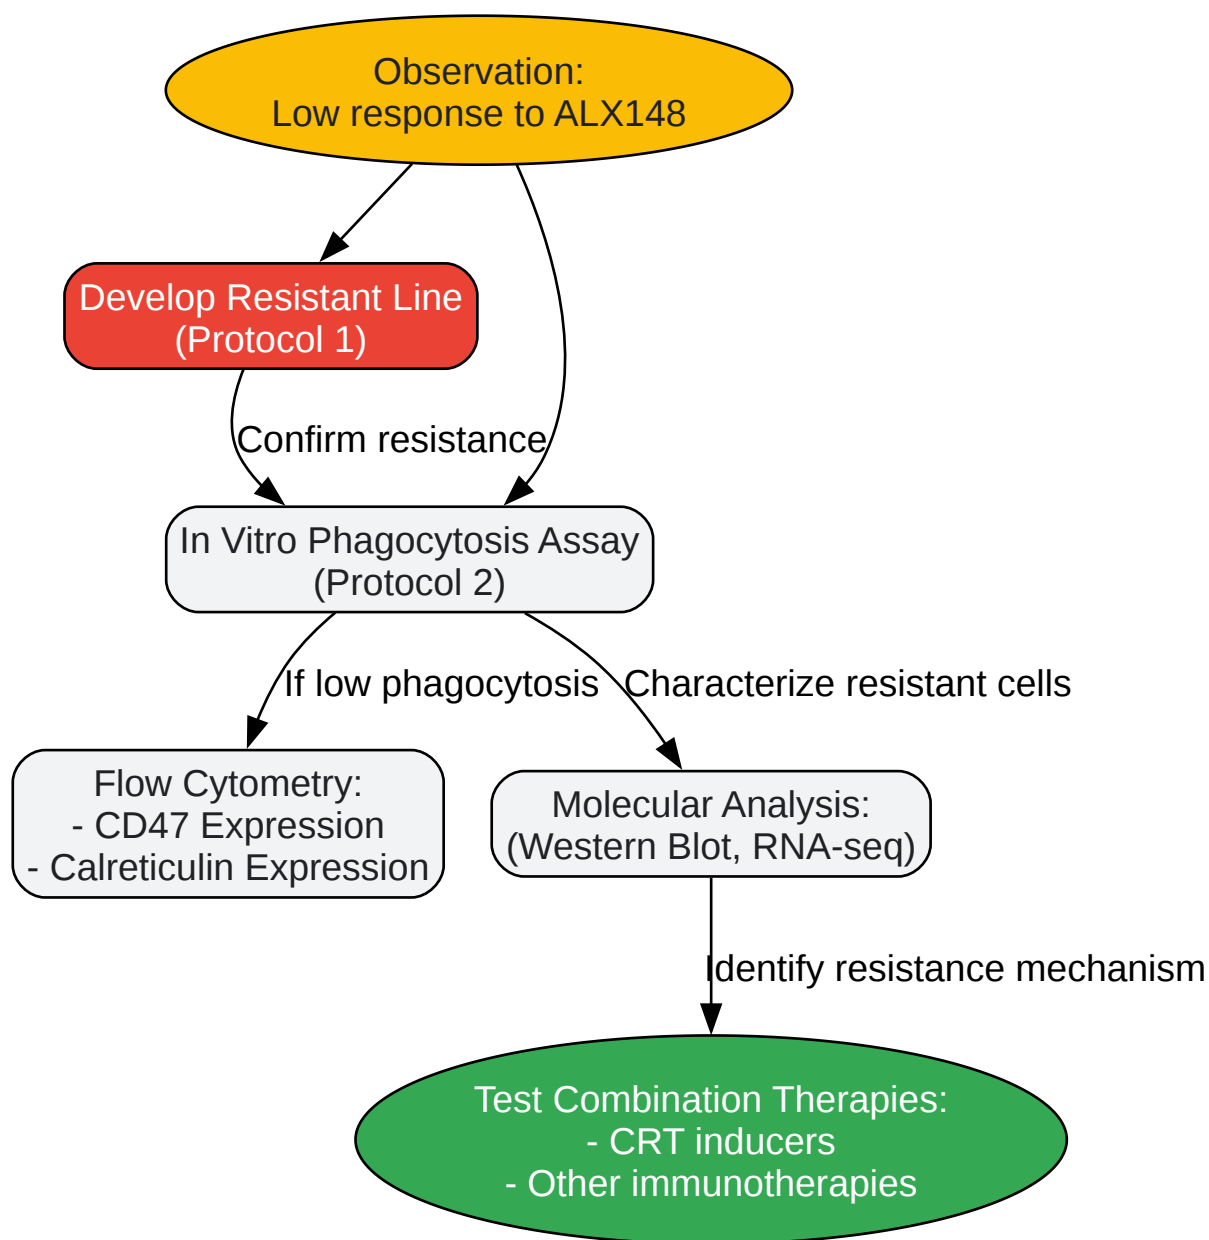 Observation:
Low response to ALX148
Develop Resistant Line
(Protocol 1)
Confirm resistance
In Vitro Phagocytosis Assay
(Protocol 2)
If low phagocytosis
Characterize resistant cells
Flow Cytometry:
- CD47 Expression
- Calreticulin Expression
Molecular Analysis:
(Western Blot, RNA-seq)
Identify resistance mechanism
Test Combination Therapies:
- CRT inducers
- Other immunotherapies